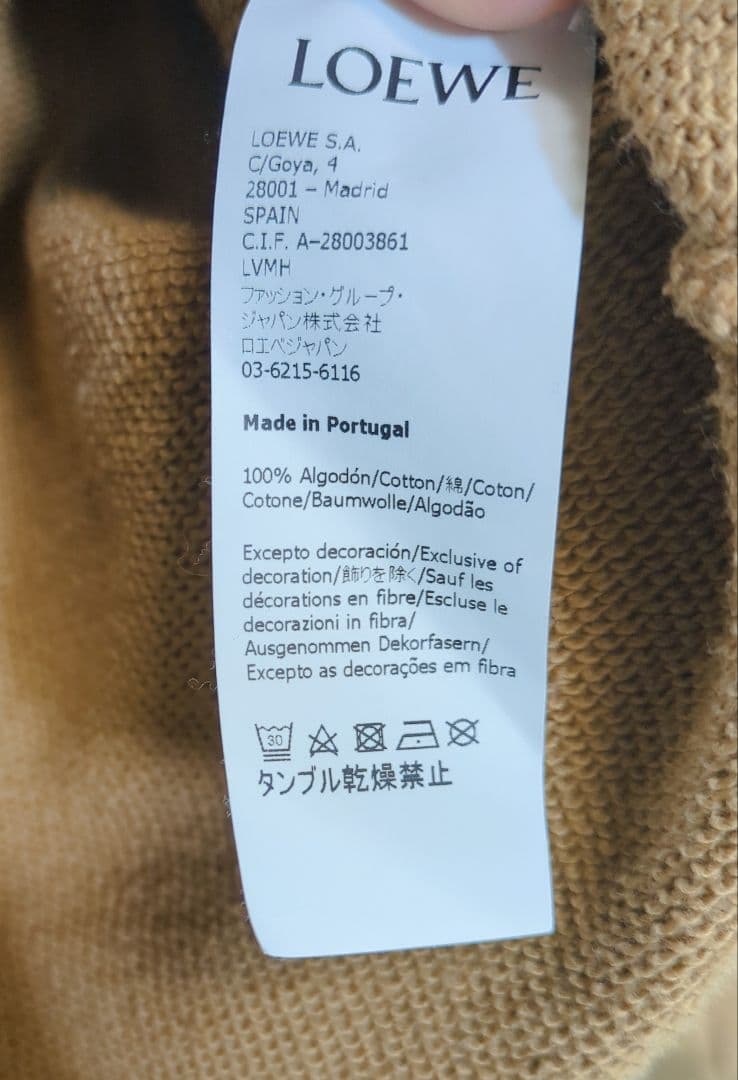 LOEWE
LOEWE S.A.
C/Goya, 4
28001 – Madrid
SPAIN
C.I.F. A–28003861
LVMH
ファッション・グループ・
ジャパン株式会社
ロエベジャパン
03-6215-6116
Made in Portugal
100% Algodón/Cotton/綿/Coton/
Cotone/Baumwolle/Algodão
Excepto decoración/Exclusive of
decoration/飾りを除く/Sauf les
décorations en fibre/Escluse le
decorazioni in fibra/
Ausgenommen Dekorfasern/
Excepto as decorações em fibra
30
タンブル乾燥禁止